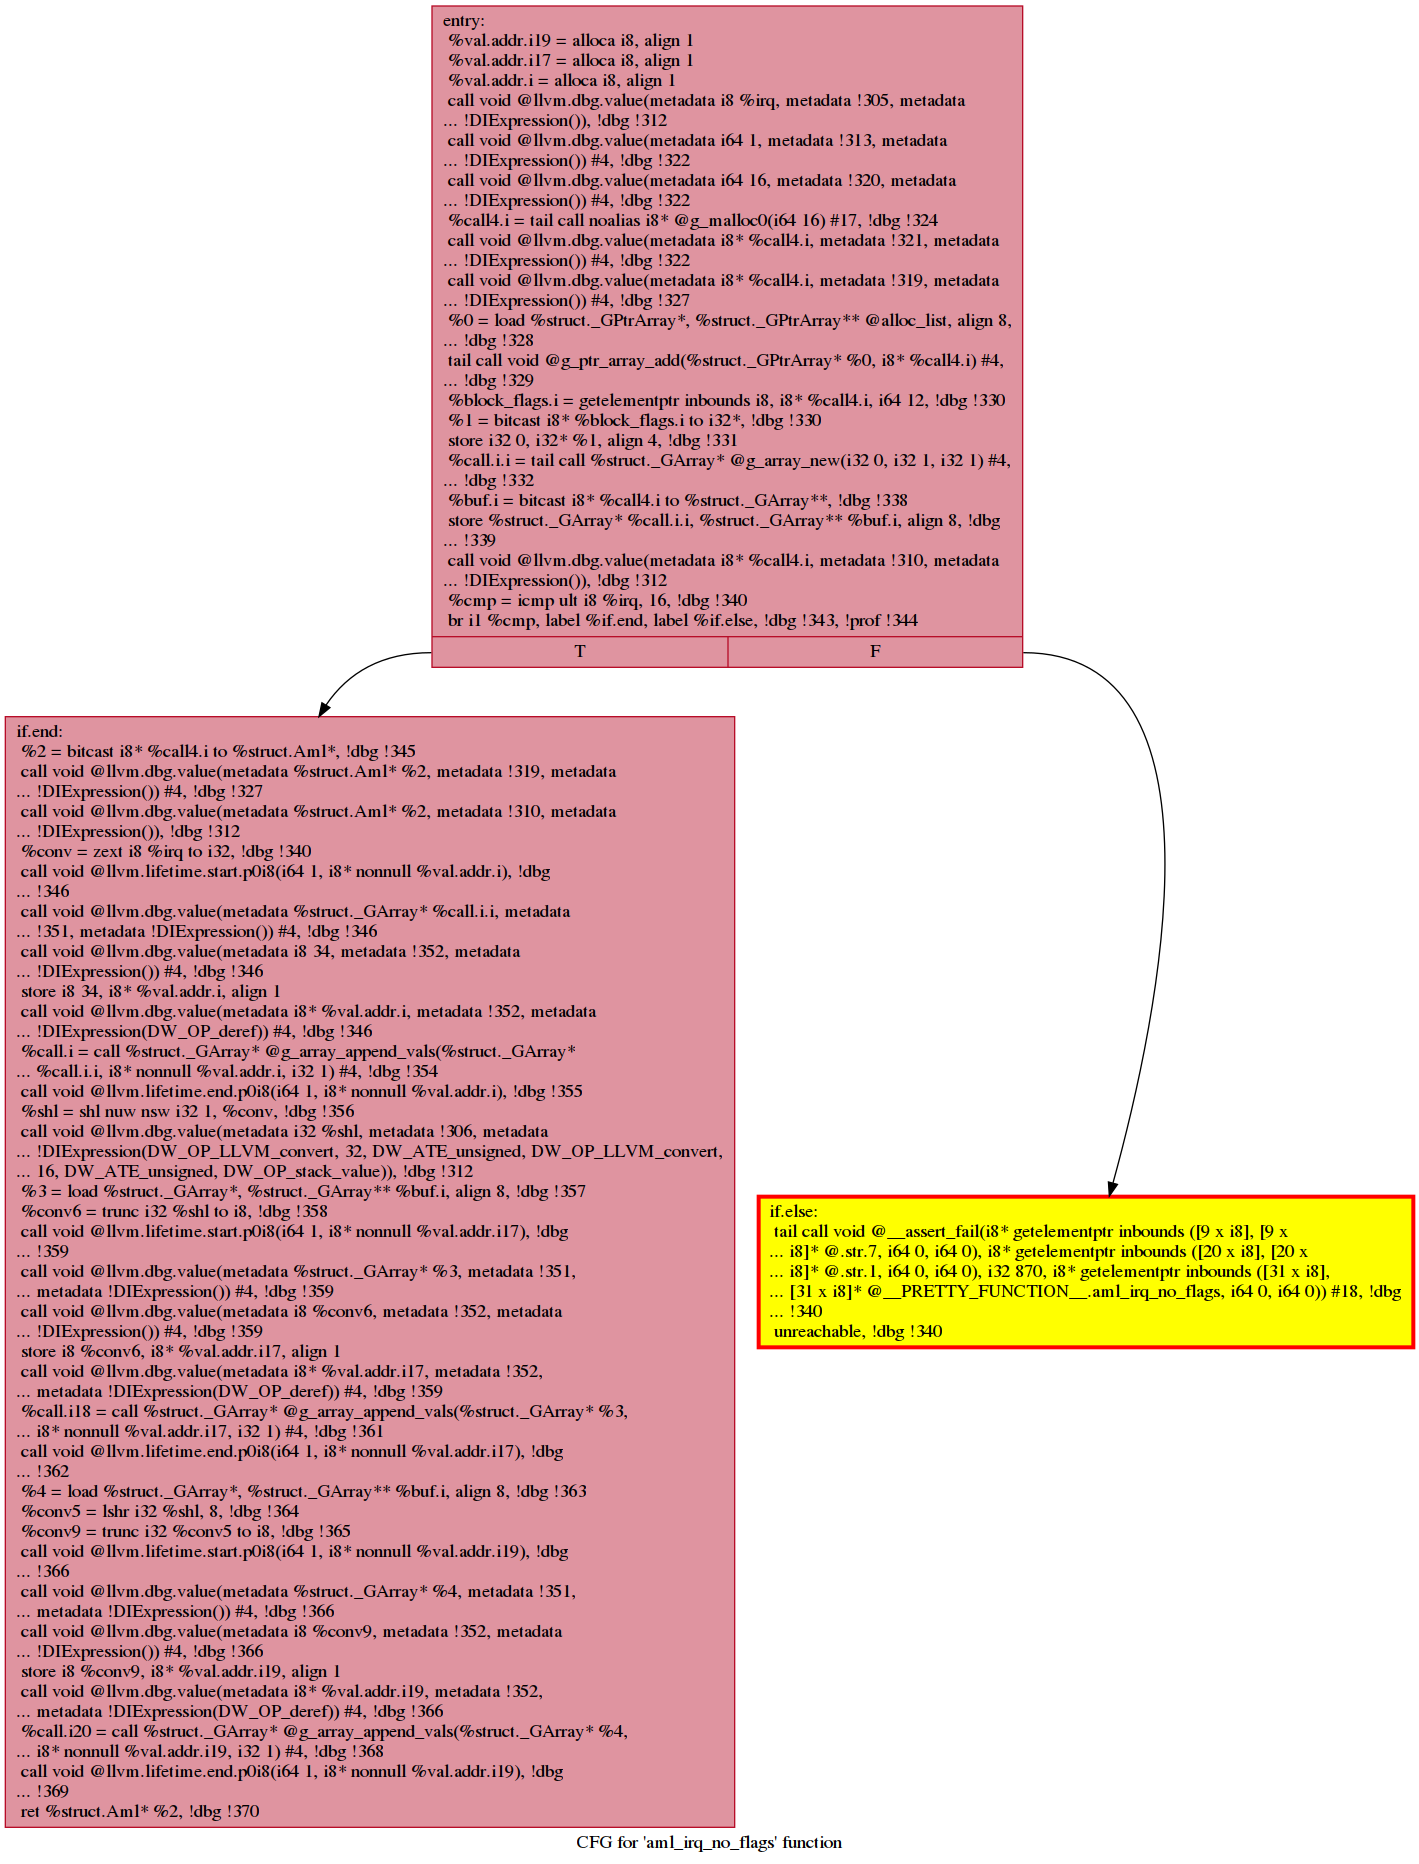 entry:
%val.addr.i19 = alloca i8, align 1
%val.addr.i17 = alloca i8, align 1
%val.addr.i = alloca i8, align 1
call void @llvm.dbg.value(metadata i8 %irq, metadata !305, metadata
... !DIExpression()), !dbg !312
call void @llvm.dbg.value(metadata i64 1, metadata !313, metadata
... !DIExpression()) #4, !dbg !322
call void @llvm.dbg.value(metadata i64 16, metadata !320, metadata
... !DIExpression()) #4, !dbg !322
%call4.i = tail call noalias i8* @g_malloc0(i64 16) #17, !dbg !324
call void @llvm.dbg.value(metadata i8* %call4.i, metadata !321, metadata
... !DIExpression()) #4, !dbg !322
call void @llvm.dbg.value(metadata i8* %call4.i, metadata !319, metadata
... !DIExpression()) #4, !dbg !327
%0 = load %struct._GPtrArray*, %struct._GPtrArray** @alloc_list, align 8,
... !dbg !328
tail call void @g_ptr_array_add(%struct._GPtrArray* %0, i8* %call4.i) #4,
... !dbg !329
%block_flags.i = getelementptr inbounds i8, i8* %call4.i, i64 12, !dbg !330
%1 = bitcast i8* %block_flags.i to i32*, !dbg !330
store i32 0, i32* %1, align 4, !dbg !331
%call.i.i = tail call %struct._GArray* @g_array_new(i32 0, i32 1, i32 1) #4,
... !dbg !332
%buf.i = bitcast i8* %call4.i to %struct._GArray**, !dbg !338
store %struct._GArray* %call.i.i, %struct._GArray** %buf.i, align 8, !dbg
... !339
call void @llvm.dbg.value(metadata i8* %call4.i, metadata !310, metadata
... !DIExpression()), !dbg !312
%cmp = icmp ult i8 %irq, 16, !dbg !340
br i1 %cmp, label %if.end, label %if.else, !dbg !343, !prof !344
T F
if.end:
%2 = bitcast i8* %call4.i to %struct.Aml*, !dbg !345
call void @llvm.dbg.value(metadata %struct.Aml* %2, metadata !319, metadata
... !DIExpression()) #4, !dbg !327
call void @llvm.dbg.value(metadata %struct.Aml* %2, metadata !310, metadata
... !DIExpression()), !dbg !312
%conv = zext i8 %irq to i32, !dbg !340
call void @llvm.lifetime.start.p0i8(i64 1, i8* nonnull %val.addr.i), !dbg
... !346
call void @llvm.dbg.value(metadata %struct._GArray* %call.i.i, metadata
... !351, metadata !DIExpression()) #4, !dbg !346
call void @llvm.dbg.value(metadata i8 34, metadata !352, metadata
... !DIExpression()) #4, !dbg !346
store i8 34, i8* %val.addr.i, align 1
call void @llvm.dbg.value(metadata i8* %val.addr.i, metadata !352, metadata
... !DIExpression(DW_OP_deref)) #4, !dbg !346
%call.i = call %struct._GArray* @g_array_append_vals(%struct._GArray*
... %call.i.i, i8* nonnull %val.addr.i, i32 1) #4, !dbg !354
call void @llvm.lifetime.end.p0i8(i64 1, i8* nonnull %val.addr.i), !dbg !355
%shl = shl nuw nsw i32 1, %conv, !dbg !356
call void @llvm.dbg.value(metadata i32 %shl, metadata !306, metadata
... !DIExpression(DW_OP_LLVM_convert, 32, DW_ATE_unsigned, DW_OP_LLVM_convert,
... 16, DW_ATE_unsigned, DW_OP_stack_value)), !dbg !312
%3 = load %struct._GArray*, %struct._GArray** %buf.i, align 8, !dbg !357
%conv6 = trunc i32 %shl to i8, !dbg !358
call void @llvm.lifetime.start.p0i8(i64 1, i8* nonnull %val.addr.i17), !dbg
... !359
call void @llvm.dbg.value(metadata %struct._GArray* %3, metadata !351,
... metadata !DIExpression()) #4, !dbg !359
call void @llvm.dbg.value(metadata i8 %conv6, metadata !352, metadata
... !DIExpression()) #4, !dbg !359
store i8 %conv6, i8* %val.addr.i17, align 1
call void @llvm.dbg.value(metadata i8* %val.addr.i17, metadata !352,
... metadata !DIExpression(DW_OP_deref)) #4, !dbg !359
%call.i18 = call %struct._GArray* @g_array_append_vals(%struct._GArray* %3,
... i8* nonnull %val.addr.i17, i32 1) #4, !dbg !361
call void @llvm.lifetime.end.p0i8(i64 1, i8* nonnull %val.addr.i17), !dbg
... !362
%4 = load %struct._GArray*, %struct._GArray** %buf.i, align 8, !dbg !363
%conv5 = lshr i32 %shl, 8, !dbg !364
%conv9 = trunc i32 %conv5 to i8, !dbg !365
call void @llvm.lifetime.start.p0i8(i64 1, i8* nonnull %val.addr.i19), !dbg
... !366
call void @llvm.dbg.value(metadata %struct._GArray* %4, metadata !351,
... metadata !DIExpression()) #4, !dbg !366
call void @llvm.dbg.value(metadata i8 %conv9, metadata !352, metadata
... !DIExpression()) #4, !dbg !366
store i8 %conv9, i8* %val.addr.i19, align 1
call void @llvm.dbg.value(metadata i8* %val.addr.i19, metadata !352,
... metadata !DIExpression(DW_OP_deref)) #4, !dbg !366
%call.i20 = call %struct._GArray* @g_array_append_vals(%struct._GArray* %4,
... i8* nonnull %val.addr.i19, i32 1) #4, !dbg !368
call void @llvm.lifetime.end.p0i8(i64 1, i8* nonnull %val.addr.i19), !dbg
... !369
ret %struct.Aml* %2, !dbg !370
if.else:
tail call void @__assert_fail(i8* getelementptr inbounds ([9 x i8], [9 x
... i8]* @.str.7, i64 0, i64 0), i8* getelementptr inbounds ([20 x i8], [20 x
... i8]* @.str.1, i64 0, i64 0), i32 870, i8* getelementptr inbounds ([31 x i8],
... [31 x i8]* @__PRETTY_FUNCTION__.aml_irq_no_flags, i64 0, i64 0)) #18, !dbg
... !340
unreachable, !dbg !340
CFG for 'aml_irq_no_flags' function